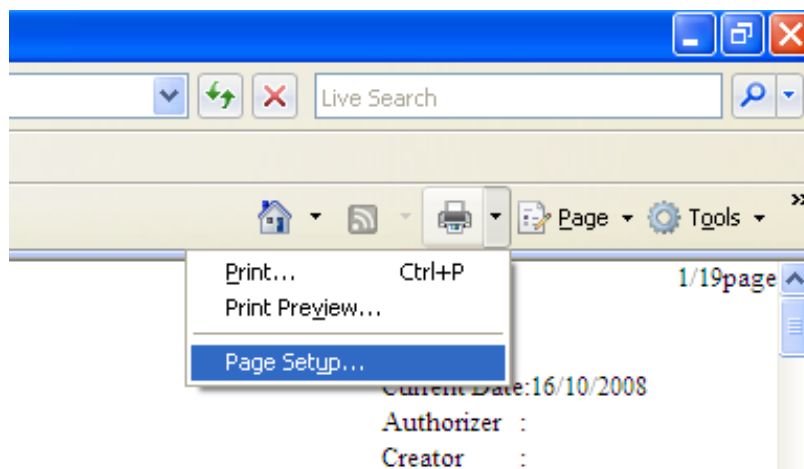 Live Search
Page Tools »
Print... Ctrl+P
1/19page
Print Preview...
Page Setup...
Current Date:16/10/2008
Authorizer :
Creator :